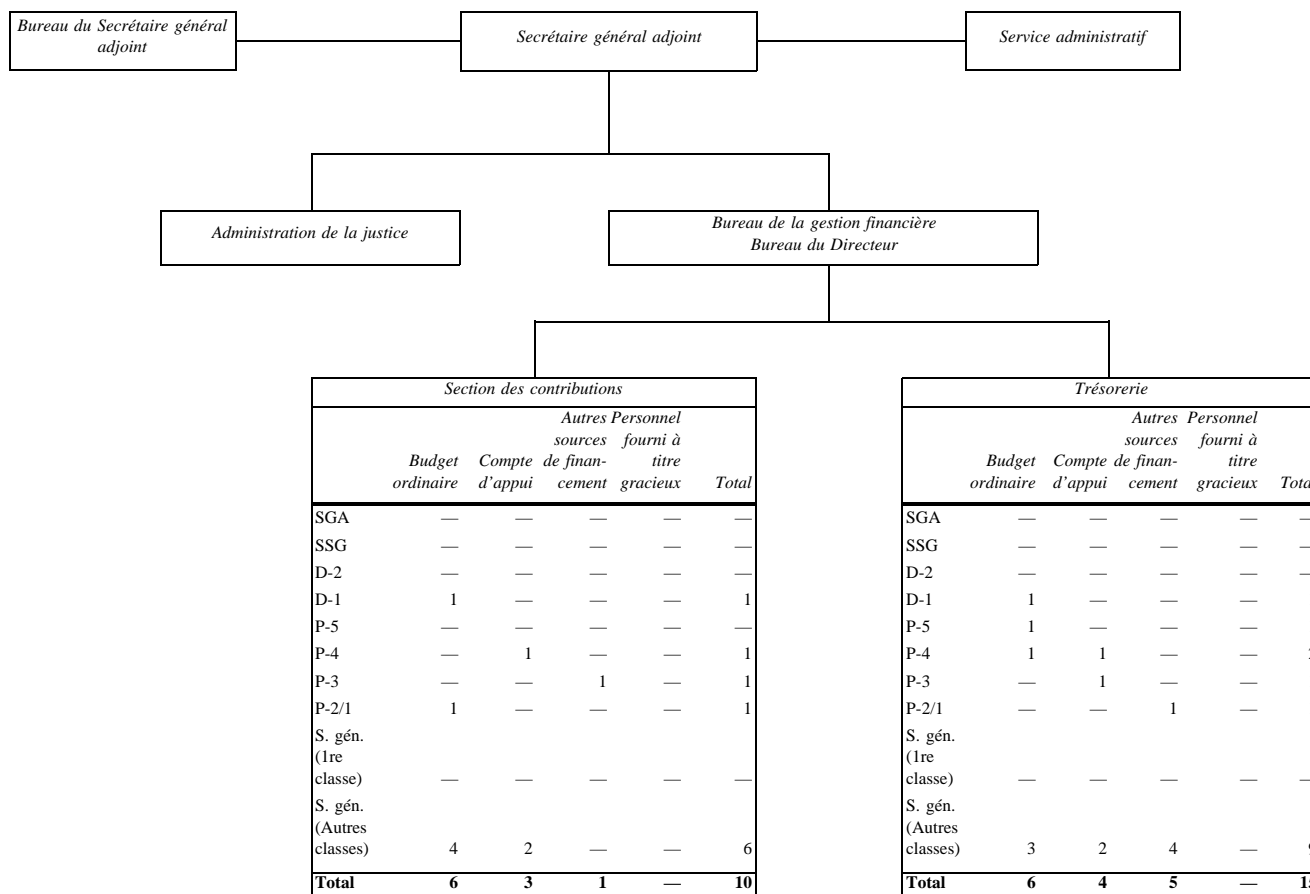 Bureau du Secrétaire général
adjoint
Secrétaire général adjoint
Service administratif
Administration de la justice
Bureau de la gestion financière
Bureau du Directeur
Section des contributions
Autres Personnel
sources fourni à
Budget Compte de finan- titre
ordinaire d’appui cement gracieux Total
SGA — — — — —
SSG — — — — —
D-2 — — — — —
D-1 1 — — — 1
P-5 — — — — —
P-4 — 1 — — 1
P-3 — — 1 — 1
P-2/1 1 — — — 1
S. gén.
(1re
classe) — — — — —
S. gén.
(Autres
classes) 4 2 — — 6
Total 6 3 1 — 10
Trésorerie
Autres Personnel
sources fourni à
Budget Compte de finan- titre
ordinaire d’appui cement gracieux
SGA — — — — —
SSG — — — — —
D-2 — — — — —
D-1 1 — — —
P-5 1 — — —
P-4 1 1 — —
P-3 — 1 — —
P-2/1 — — 1 —
S. gén.
(1re
classe) — — — — —
S. gén.
(Autres
classes) 3 2 4 —
Total 6 4 5 —